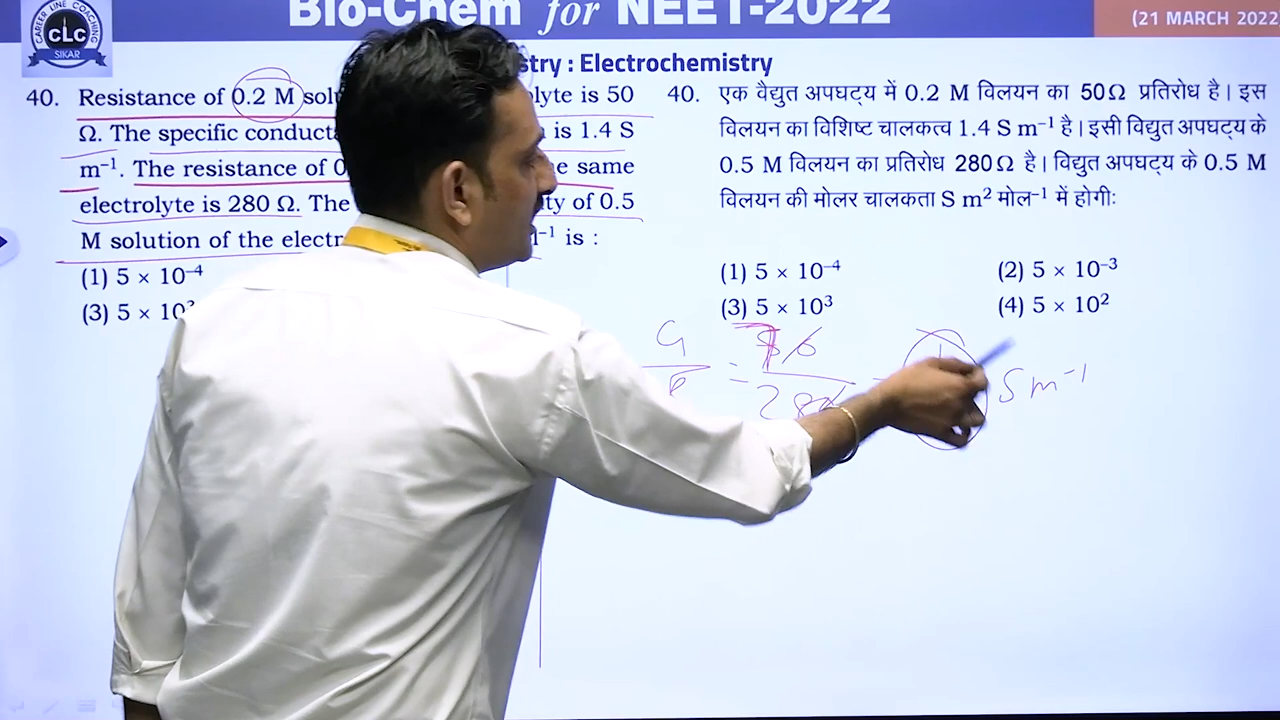 Bio-Chem for NEET-2022
(21 MARCH 2022
CAREER LINE COACHING
CLC
SIKAR
stry : Electrochemistry
40. Resistance of 0.2 M sol lyte is 50
Ω. The specific conduct is 1.4 S
m⁻¹. The resistance of 0 e same
electrolyte is 280 Ω. The ty of 0.5
M solution of the electr l⁻¹ is :
(1) 5 × 10⁻⁴
(3) 5 × 10³
40. एक वैद्युत अपघट्य में 0.2 M विलयन का 50Ω प्रतिरोध है। इस
विलयन का विशिष्ट चालकत्व 1.4 S m⁻¹ है। इसी विद्युत अपघट्य के
0.5 M विलयन का प्रतिरोध 280Ω है। विद्युत अपघट्य के 0.5 M
विलयन की मोलर चालकता S m² मोल⁻¹ में होगीः
(1) 5 × 10⁻⁴ (2) 5 × 10⁻³
(3) 5 × 10³ (4) 5 × 10²
S m⁻¹